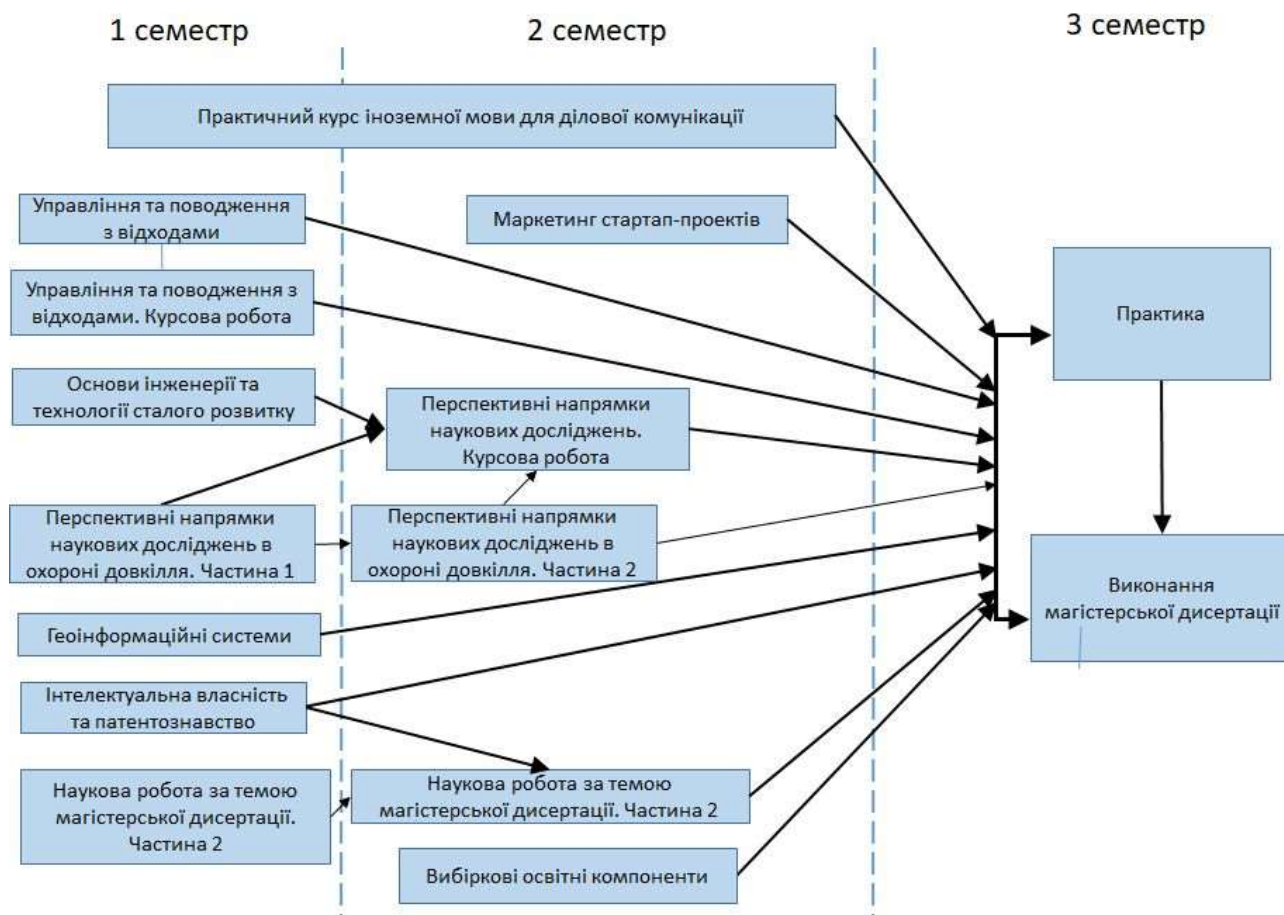 1 семестр
2 семестр
3 семестр
Практичний курс іноземної мови для ділової комунікації
Управління та поводження
з відходами
Маркетинг стартап-проектів
Управління та поводження з
відходами. Курсова робота
Практика
Основи інженерії та
технології сталого розвитку
Перспективні напрямки
наукових досліджень.
Курсова робота
Перспективні напрямки
наукових досліджень в
охороні довкілля. Частина 1
Перспективні напрямки
наукових досліджень в
охороні довкілля. Частина 2
Виконання
магістерської дисертації
Геоінформаційні системи
Інтелектуальна власність
та патентознавство
Наукова робота за темою
магістерської дисертації.
Частина 2
Наукова робота за темою
магістерської дисертації. Частина 2
Вибіркові освітні компоненти